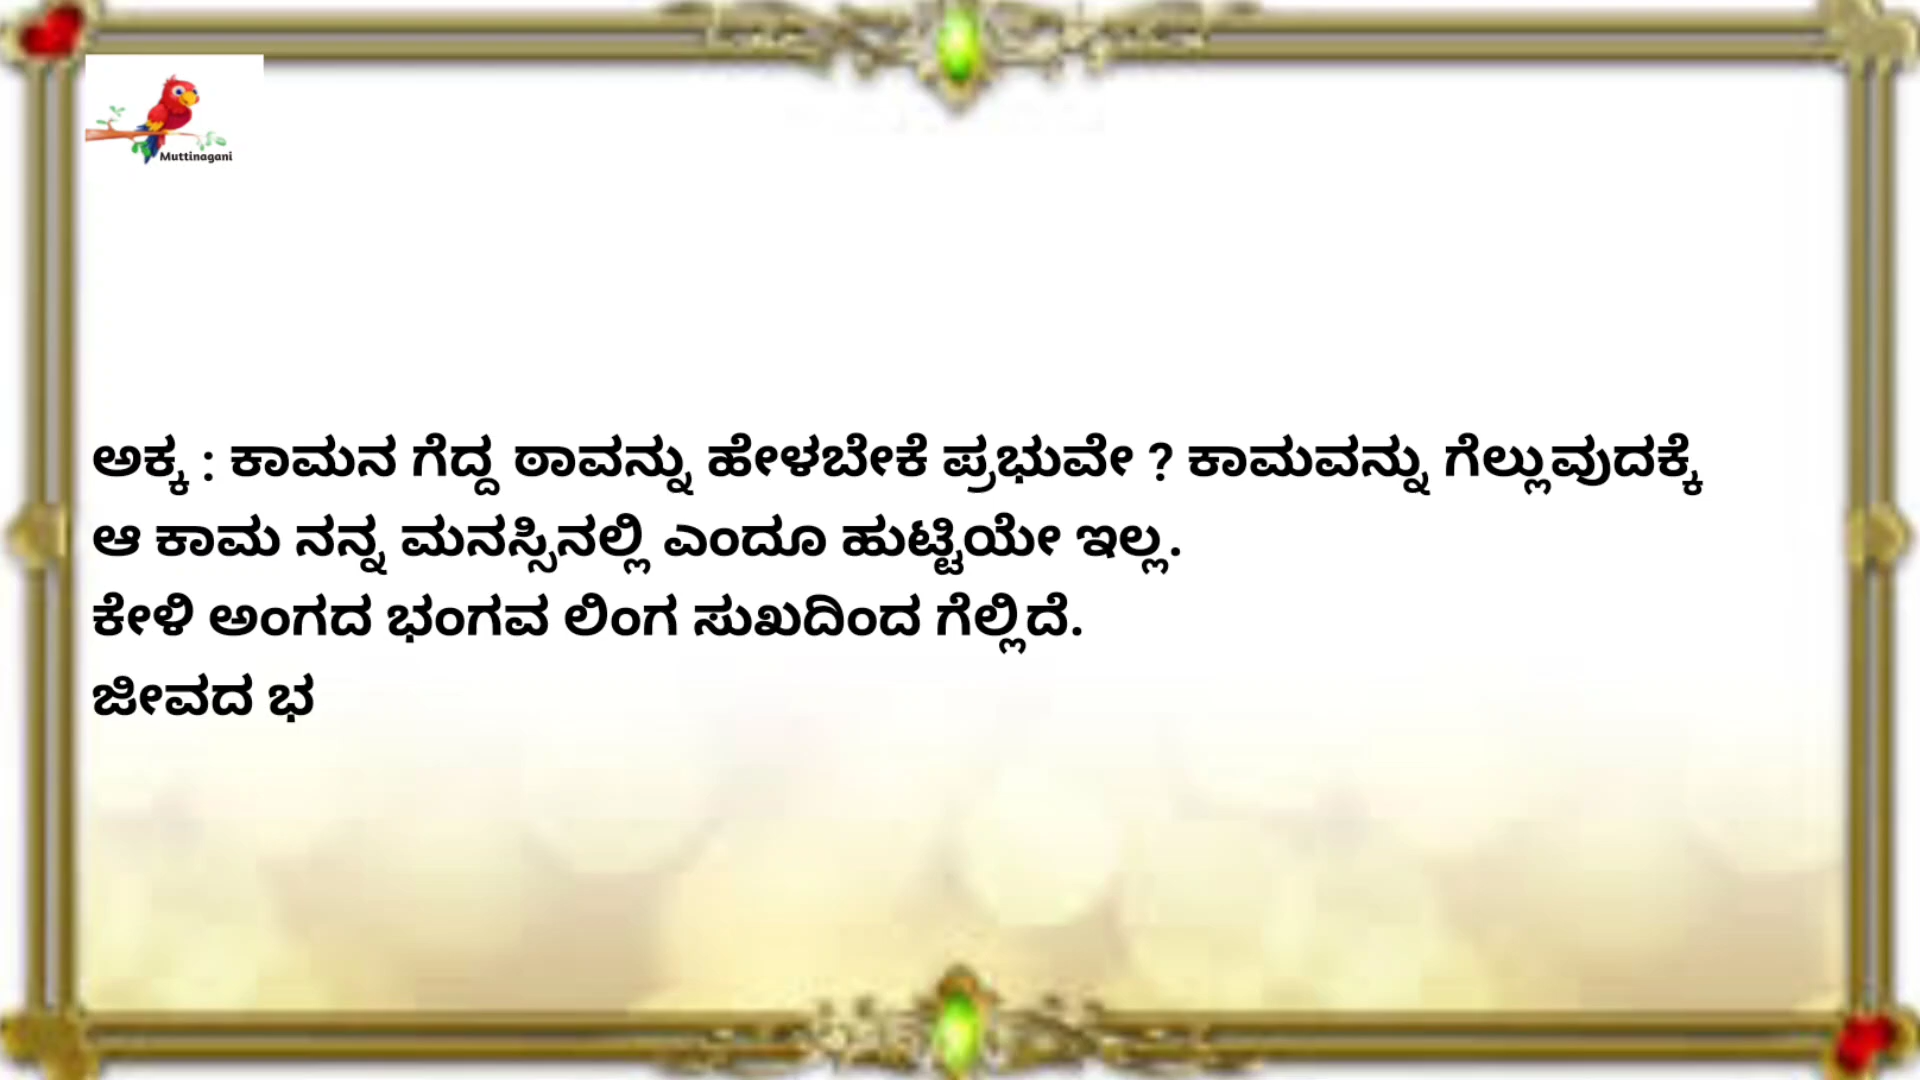 Muttinagani
ಅಕ್ಕ : ಕಾಮನ ಗೆದ್ದ ಠಾವನ್ನು ಹೇಳಬೇಕೆ ಪ್ರಭುವೇ ? ಕಾಮವನ್ನು ಗೆಲ್ಲುವುದಕ್ಕೆ
ಆ ಕಾಮ ನನ್ನ ಮನಸ್ಸಿನಲ್ಲಿ ಎಂದೂ ಹುಟ್ಟಿಯೇ ಇಲ್ಲ.
ಕೇಳಿ ಅಂಗದ ಭಂಗವ ಲಿಂಗ ಸುಖದಿಂದ ಗೆಲ್ಲಿದೆ.
ಜೀವದ ಭ